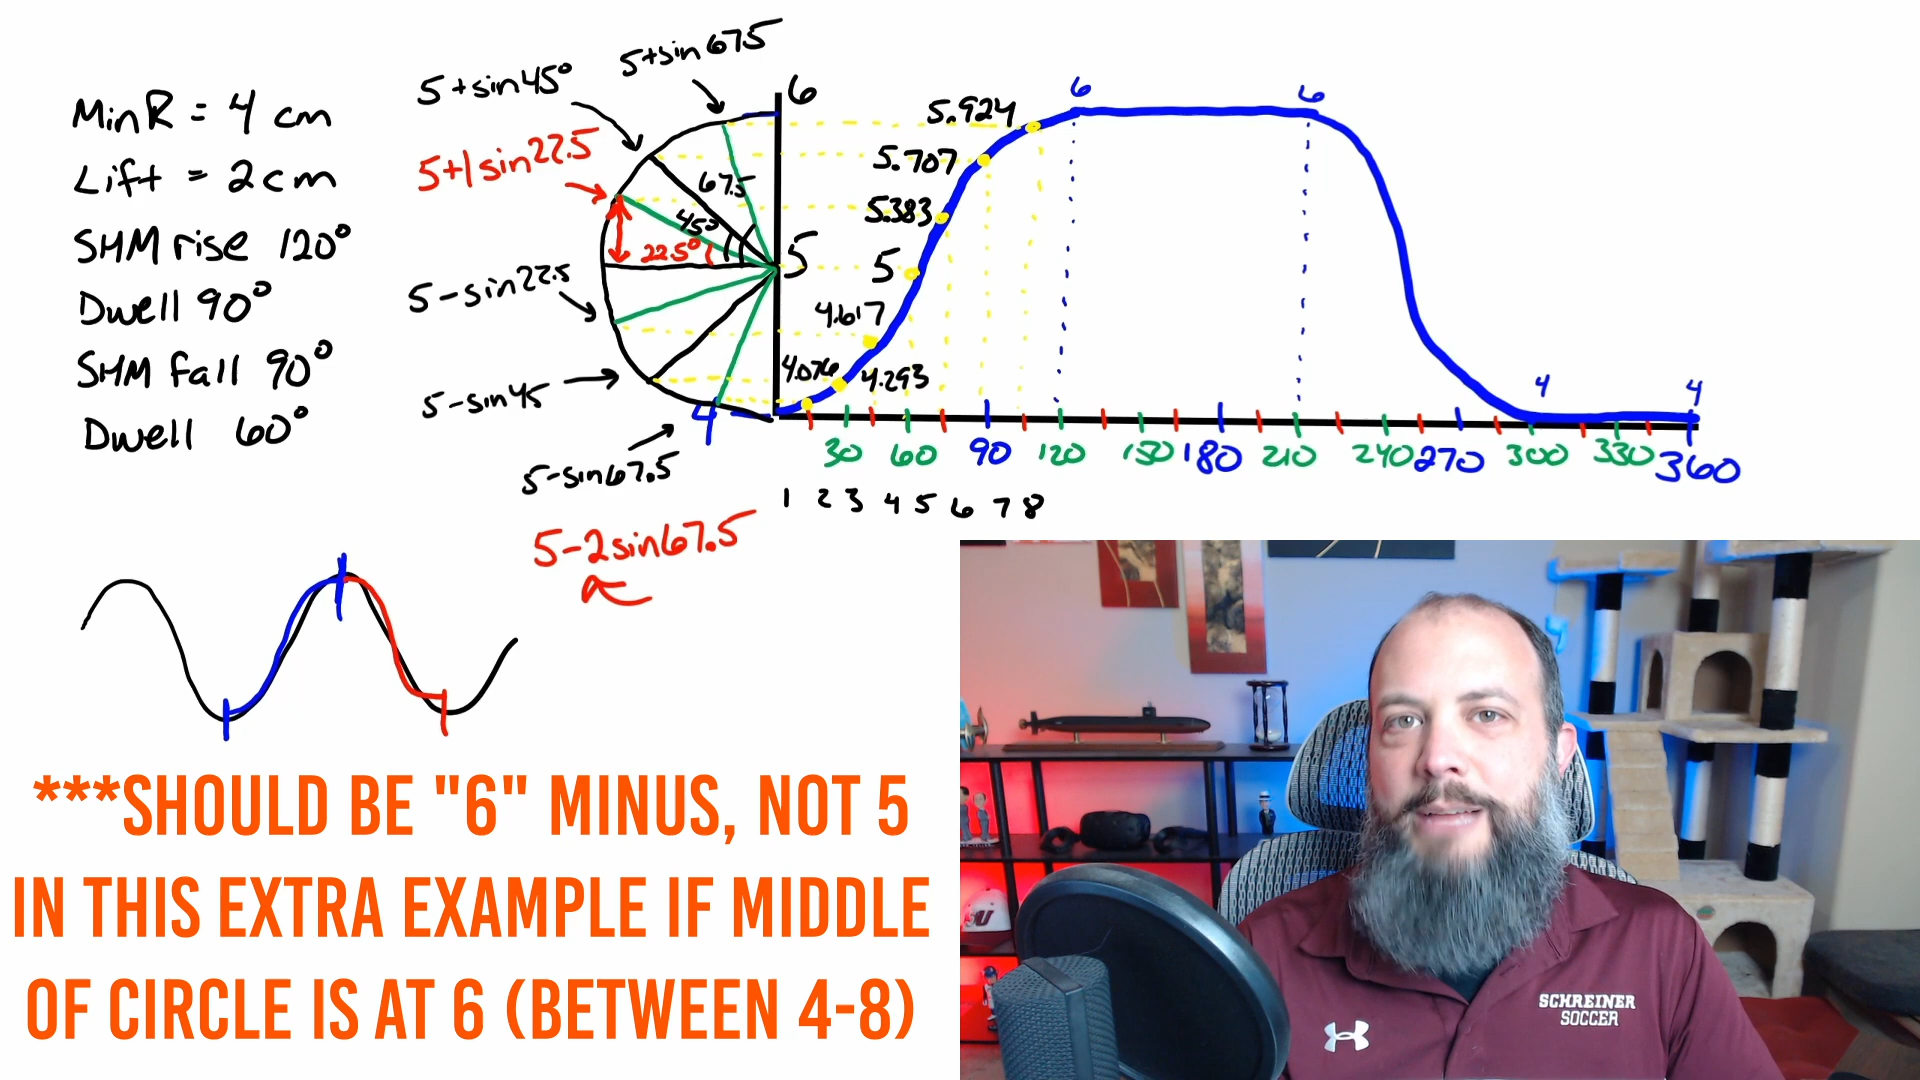 MinR = 4 cm
Lift = 2cm
SHM rise 120°
Dwell 90°
SHM fall 90°
Dwell 60°
5+sin45°
5+sin67.5
5+1sin22.5
5-sin22.5
5-sin45
5-sin67.5
5-2sin67.5
67.5
45°
22.5°
6
5
4
5.924
5.707
5.383
5
4.617
4.076
4.293
6
6
4
4
30 60 90 120 150 180 210 240 270 300 330 360
1 2 3 4 5 6 7 8
***SHOULD BE "6" MINUS, NOT 5
IN THIS EXTRA EXAMPLE IF MIDDLE
OF CIRCLE IS AT 6 (BETWEEN 4-8)
SCHREINER
SOCCER